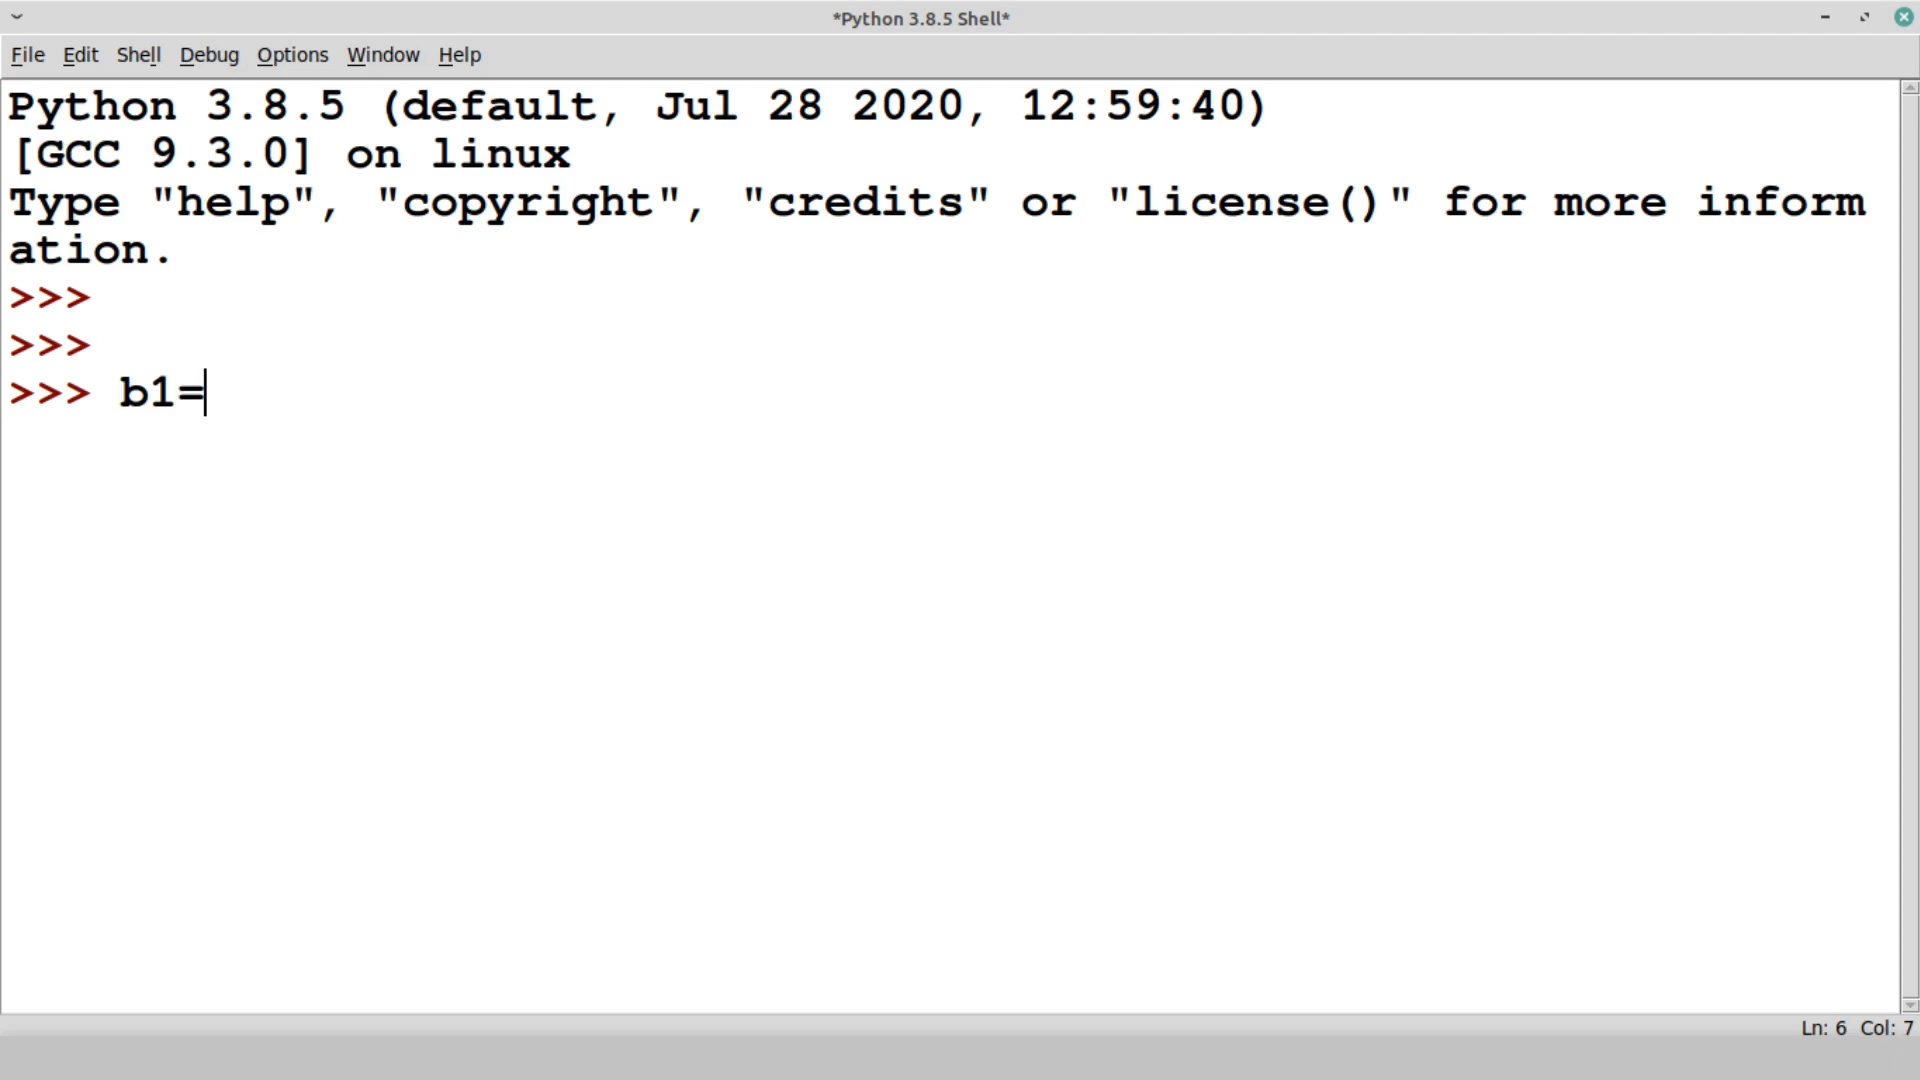 *Python 3.8.5 Shell*
File Edit Shell Debug Options Window Help
Python 3.8.5 (default, Jul 28 2020, 12:59:40)
[GCC 9.3.0] on linux
Type "help", "copyright", "credits" or "license()" for more inform
ation.
>>>
>>>
>>> b1=
Ln: 6 Col: 7